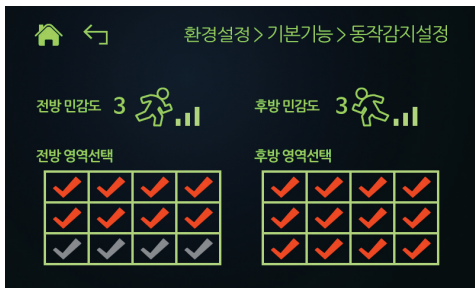 환경설정 > 기본기능 > 동작감지설정
전방 민감도 3
후방 민감도 3
전방 영역선택
후방 영역선택